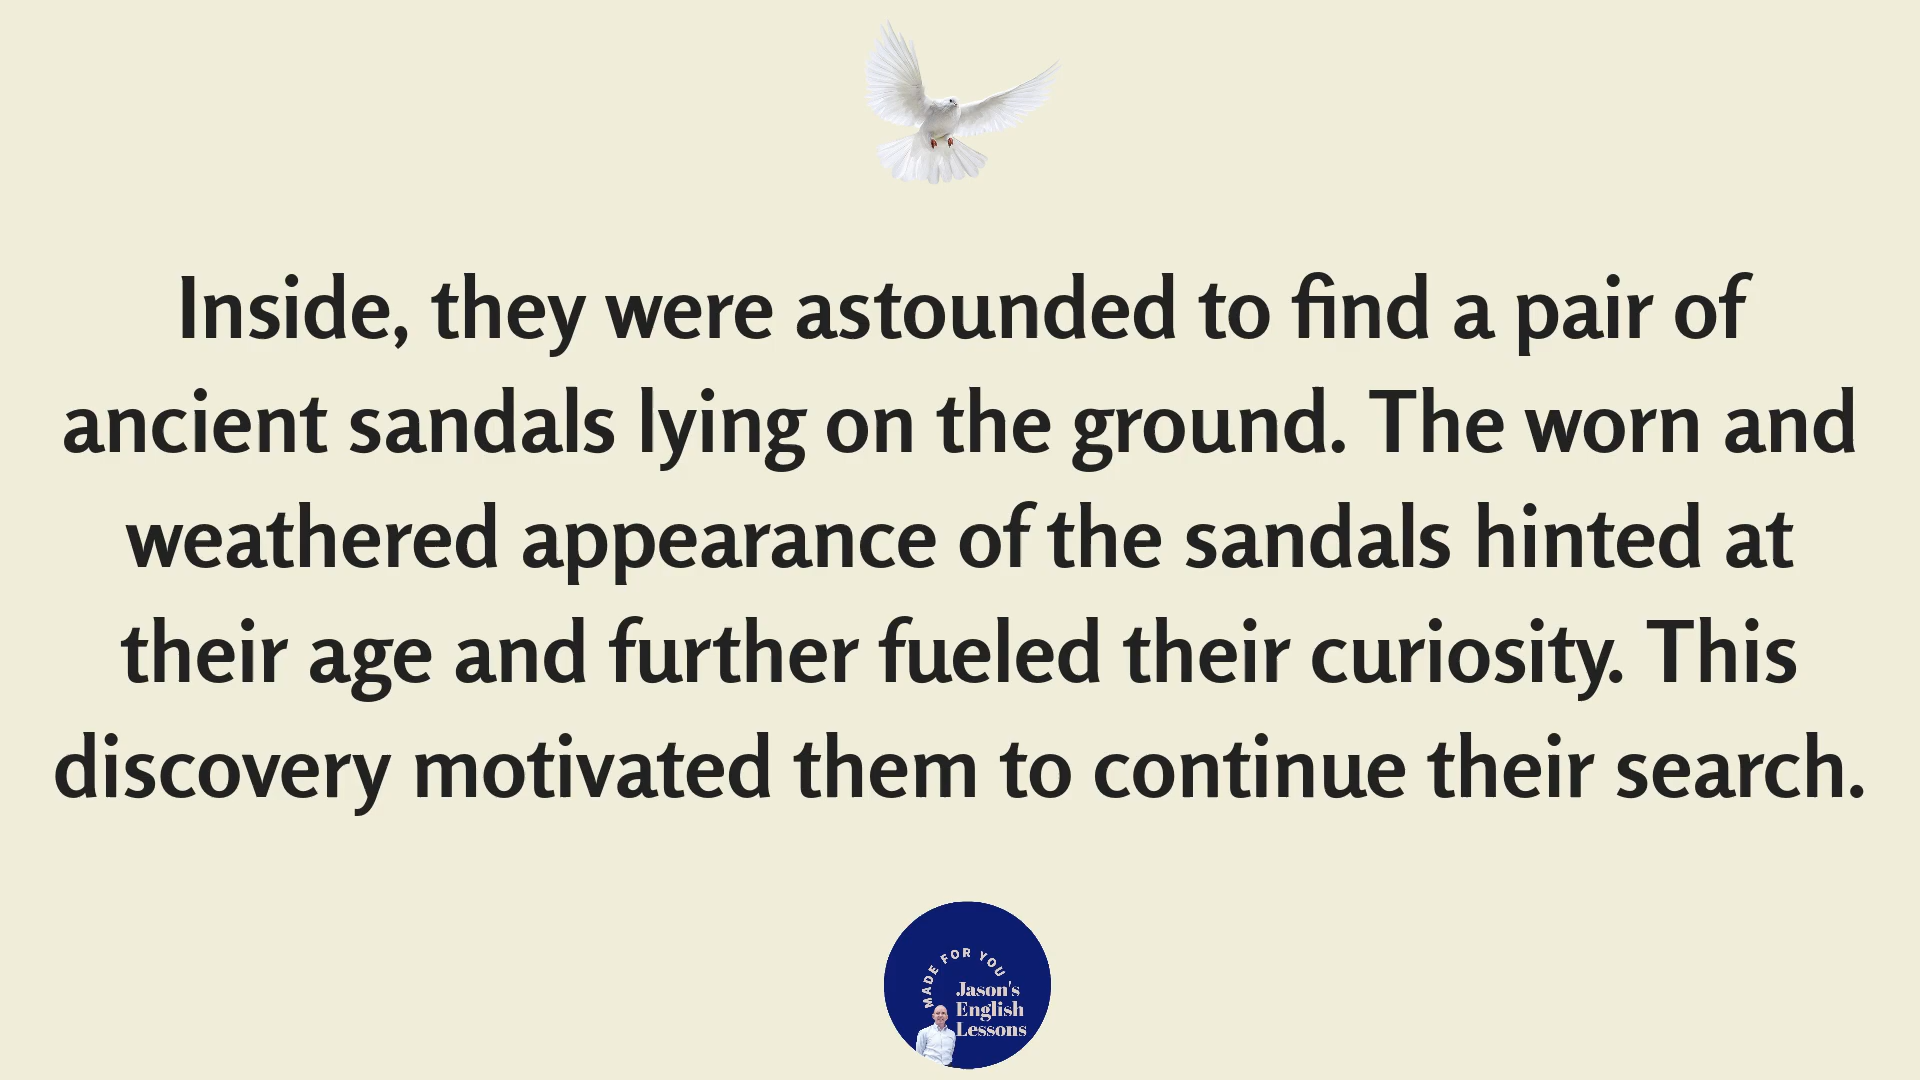 Inside, they were astounded to find a pair of
ancient sandals lying on the ground. The worn and
weathered appearance of the sandals hinted at
their age and further fueled their curiosity. This
discovery motivated them to continue their search.
MADE FOR YOU
Jason's
English
Lessons